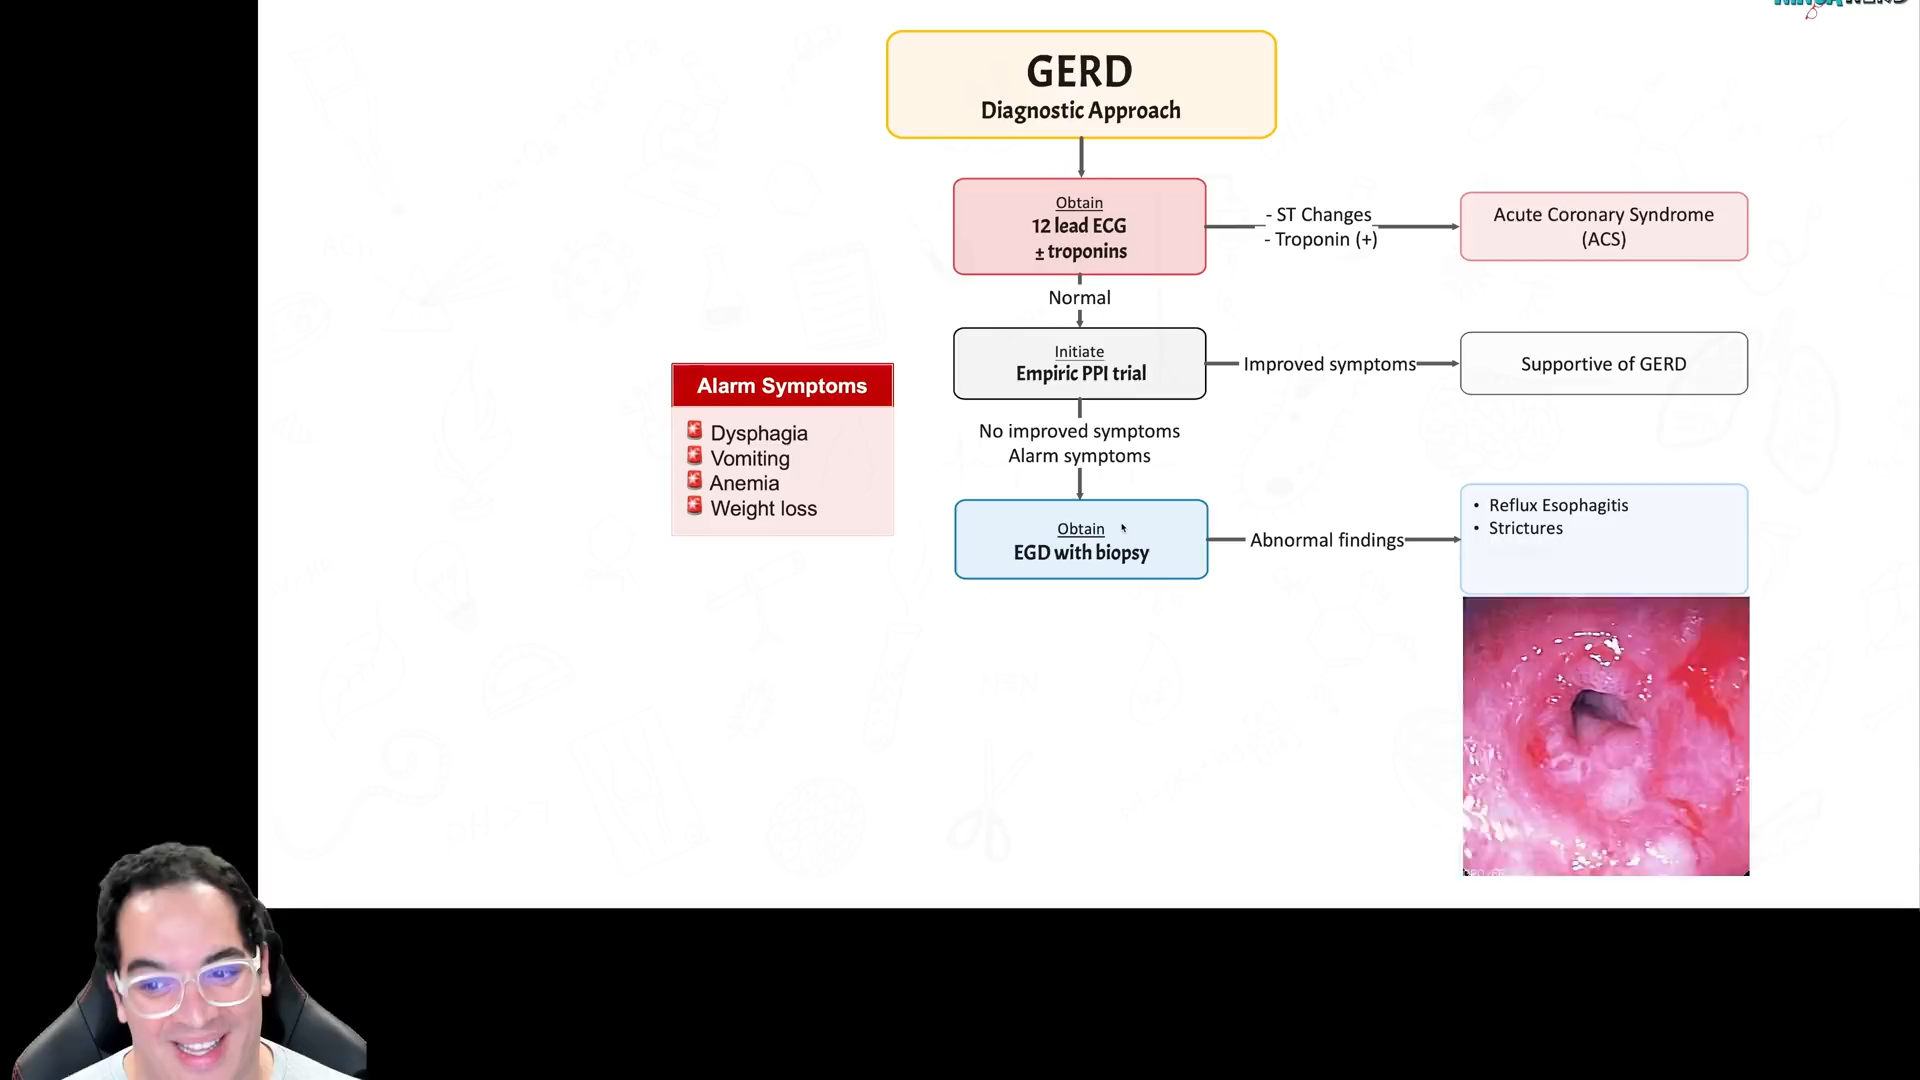 GERD
Diagnostic Approach
Obtain
12 lead ECG
± troponins
- ST Changes
- Troponin (+)
Acute Coronary Syndrome
(ACS)
Normal
Initiate
Empiric PPI trial
Improved symptoms
Supportive of GERD
Alarm Symptoms
Dysphagia
Vomiting
Anemia
Weight loss
No improved symptoms
Alarm symptoms
Obtain
EGD with biopsy
Abnormal findings
• Reflux Esophagitis
• Strictures